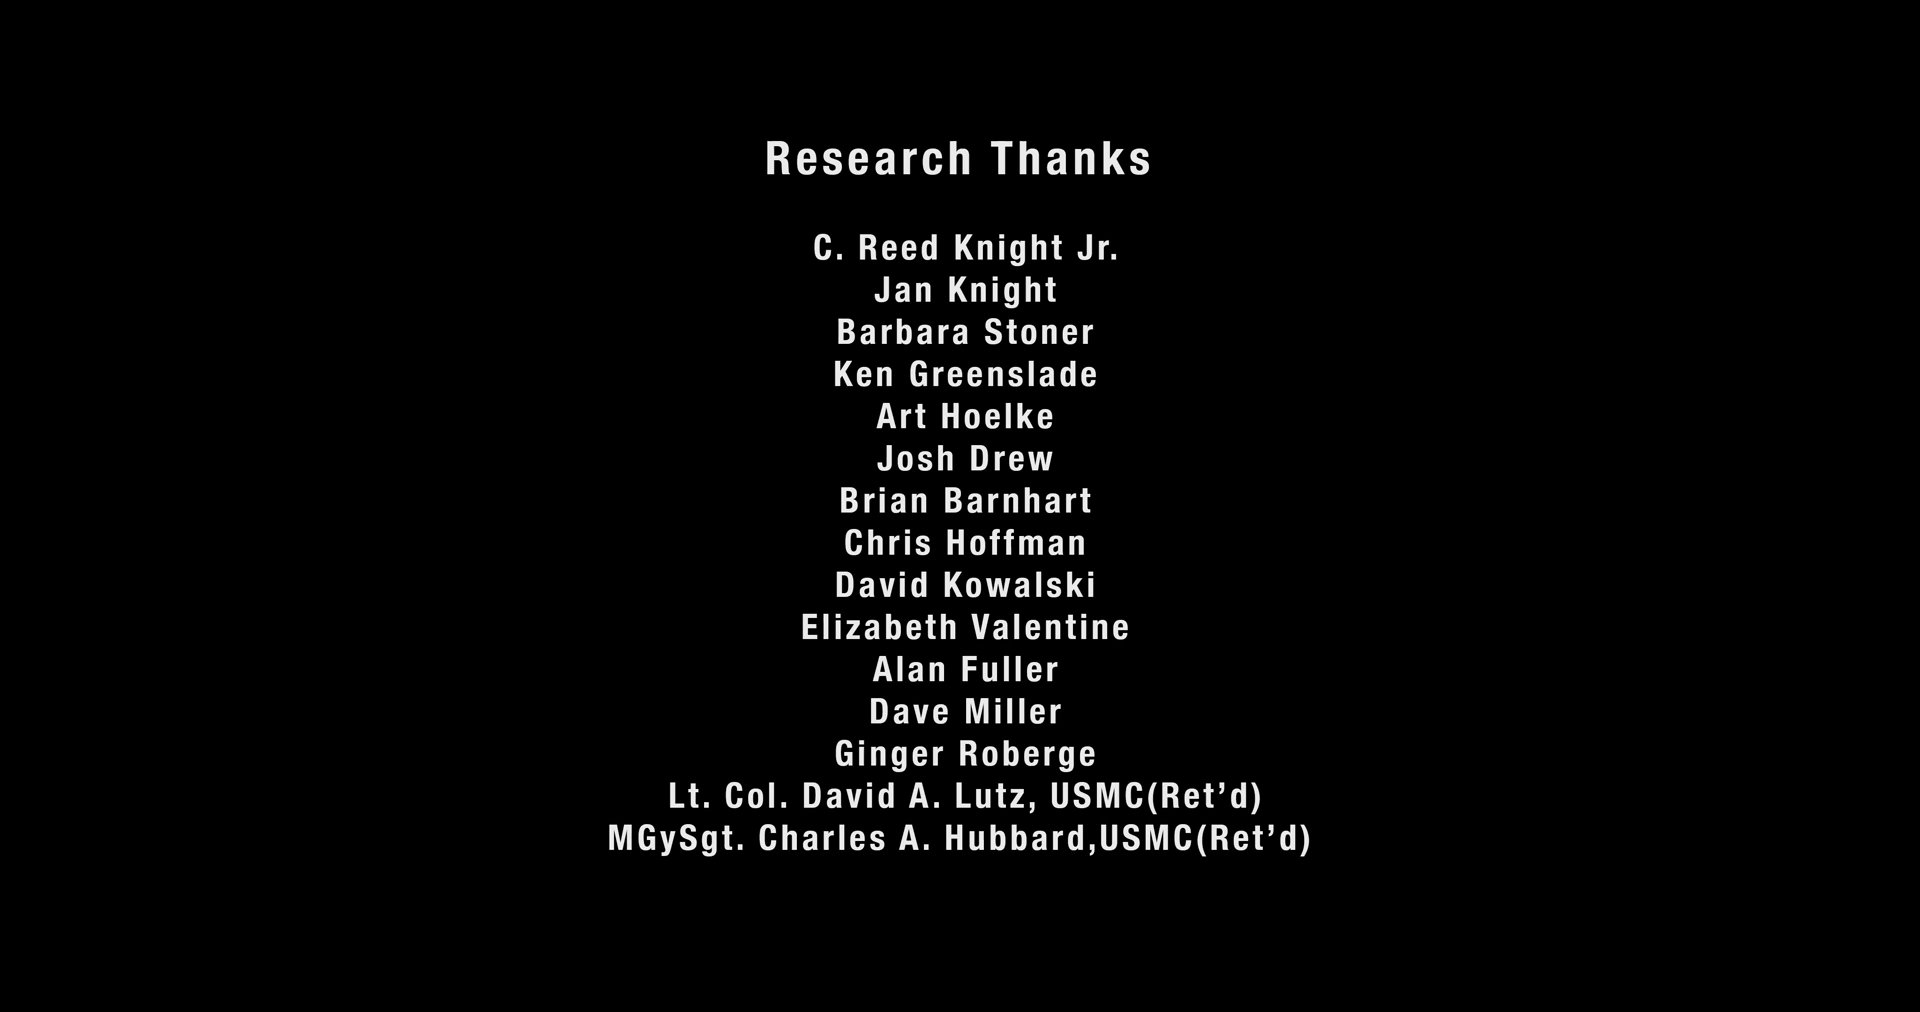 Research Thanks
C. Reed Knight Jr.
Jan Knight
Barbara Stoner
Ken Greenslade
Art Hoelke
Josh Drew
Brian Barnhart
Chris Hoffman
David Kowalski
Elizabeth Valentine
Alan Fuller
Dave Miller
Ginger Roberge
Lt. Col. David A. Lutz, USMC(Ret’d)
MGySgt. Charles A. Hubbard,USMC(Ret’d)